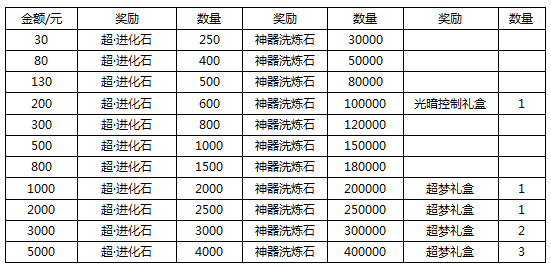 金额/元 奖励 数量 奖励 数量 奖励 数量
30 超·进化石 250 神器洗炼石 30000
80 超·进化石 400 神器洗炼石 50000
130 超·进化石 500 神器洗炼石 80000
200 超·进化石 600 神器洗炼石 100000 光暗控制礼盒 1
300 超·进化石 800 神器洗炼石 120000
500 超·进化石 1000 神器洗炼石 150000
800 超·进化石 1500 神器洗炼石 180000
1000 超·进化石 2000 神器洗炼石 200000 超梦礼盒 1
2000 超·进化石 2500 神器洗炼石 250000 超梦礼盒 1
3000 超·进化石 3000 神器洗炼石 300000 超梦礼盒 2
5000 超·进化石 4000 神器洗炼石 400000 超梦礼盒 3